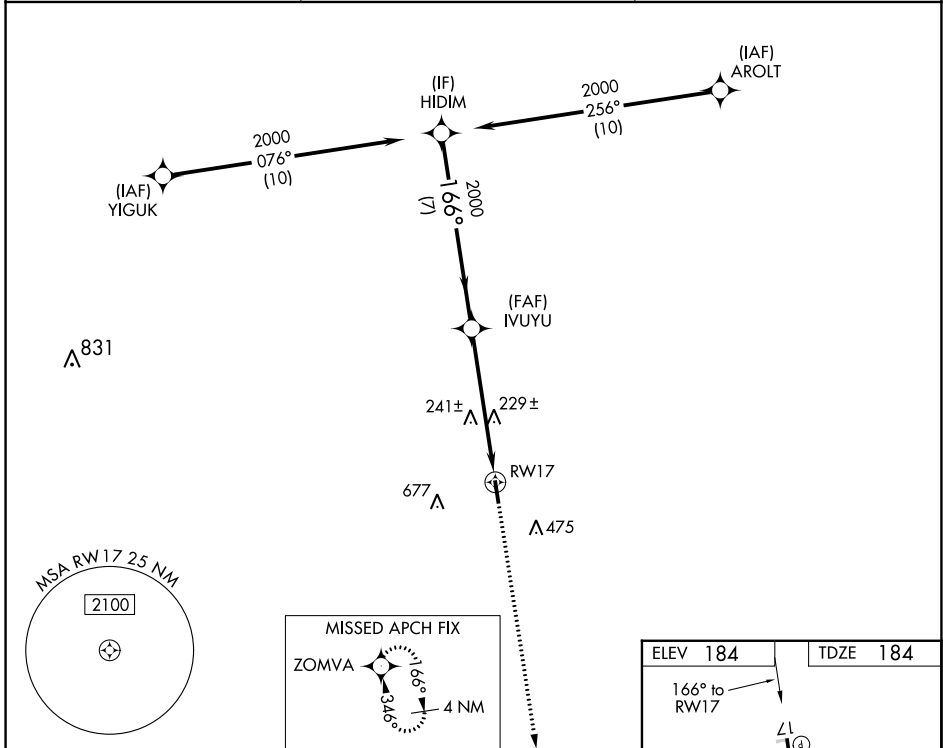 (IAF)
AROLT
(IF)
HIDIM
2000
256°
(10)
2000
076°
(10)
(IAF)
YIGUK
2000
166°
(7)
(FAF)
IVUYU
831
241±
229±
RW17
677
475
MSA RW17 25 NM
2100
MISSED APCH FIX
ZOMVA
166°
346°
4 NM
ELEV 184
TDZE 184
166° to
RW17
17
P